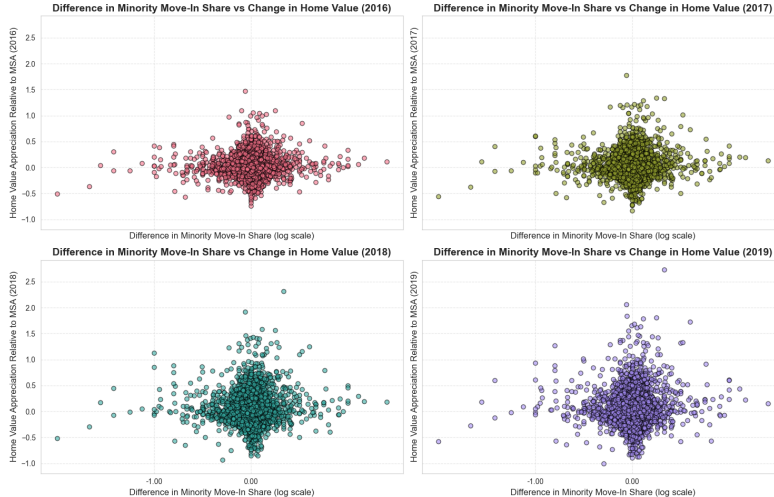 Difference in Minority Move-In Share vs Change in Home Value (2016)
Home Value Appreciation Relative to MSA (2016)
2.5
2.0
1.5
1.0
0.5
0.0
−0.5
−1.0
Difference in Minority Move-In Share (log scale)
Difference in Minority Move-In Share vs Change in Home Value (2017)
Home Value Appreciation Relative to MSA (2017)
Difference in Minority Move-In Share (log scale)
Difference in Minority Move-In Share vs Change in Home Value (2018)
Home Value Appreciation Relative to MSA (2018)
2.5
2.0
1.5
1.0
0.5
0.0
−0.5
−1.0
-1.00
0.00
Difference in Minority Move-In Share (log scale)
Difference in Minority Move-In Share vs Change in Home Value (2019)
Home Value Appreciation Relative to MSA (2019)
-1.00
0.00
Difference in Minority Move-In Share (log scale)